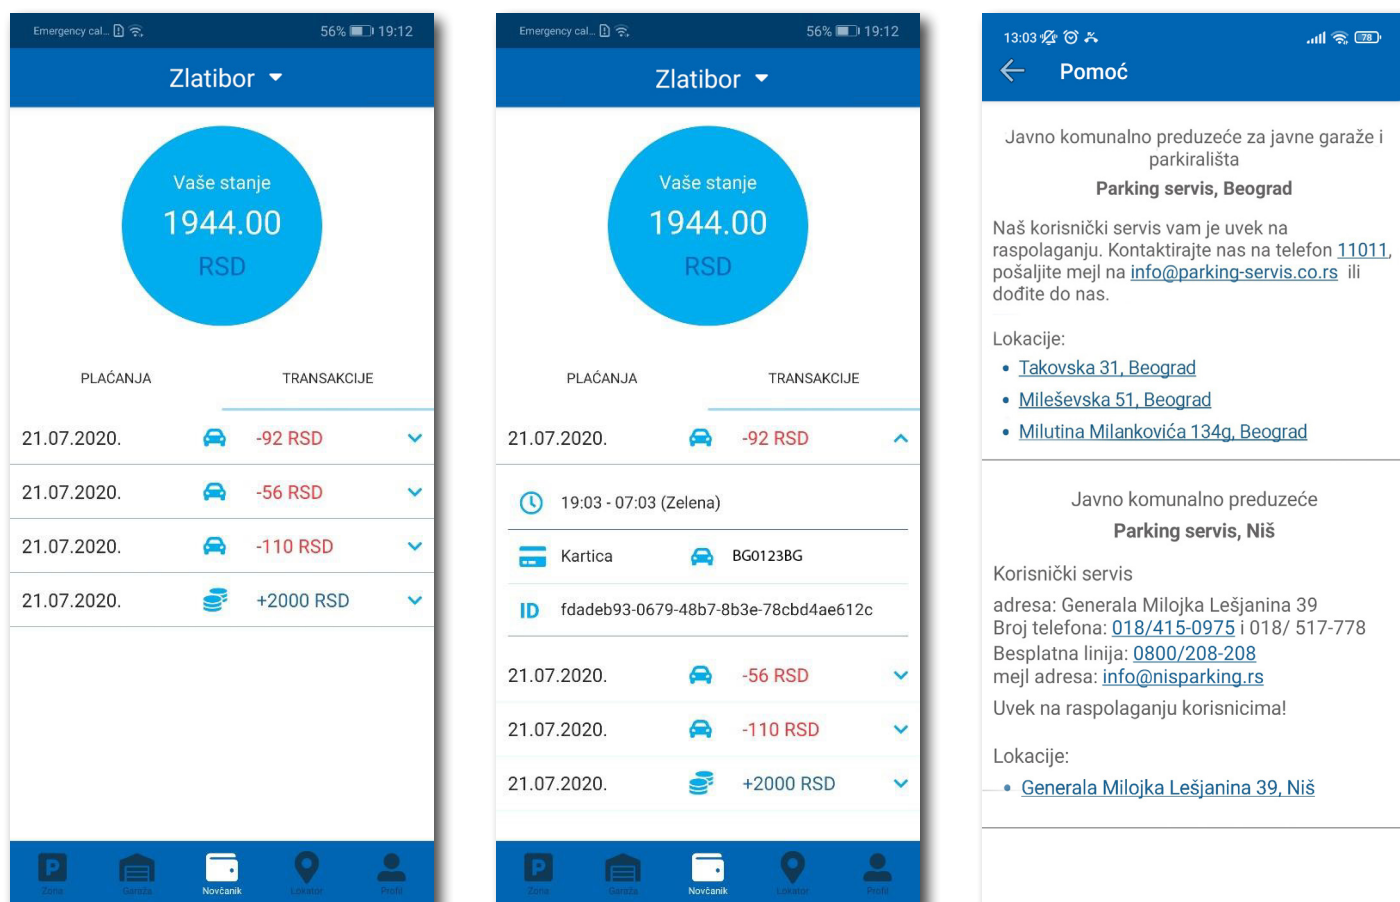 Emergency cal...
56% 19:12
Zlatibor
Vaše stanje
1944.00
RSD
PLAĆANJA TRANSAKCIJE
21.07.2020. -92 RSD
21.07.2020. -56 RSD
21.07.2020. -110 RSD
21.07.2020. +2000 RSD
Zona Garaža Novčanik Lokator Profil
Emergency cal...
56% 19:12
Zlatibor
Vaše stanje
1944.00
RSD
PLAĆANJA TRANSAKCIJE
21.07.2020. -92 RSD
19:03 - 07:03 (Zelena)
Kartica BG0123BG
ID fdadeb93-0679-48b7-8b3e-78cbd4ae612c
21.07.2020. -56 RSD
21.07.2020. -110 RSD
21.07.2020. +2000 RSD
Zona Garaža Novčanik Lokator Profil
13:03 78
Pomoć
Javno komunalno preduzeće za javne garaže i
parkirališta
Parking servis, Beograd
Naš korisnički servis vam je uvek na
raspolaganju. Kontaktirajte nas na telefon 11011,
pošaljite mejl na info@parking-servis.co.rs ili
dođite do nas.
Lokacije:
• Takovska 31, Beograd
• Mileševska 51, Beograd
• Milutina Milankovića 134g, Beograd
Javno komunalno preduzeće
Parking servis, Niš
Korisnički servis
adresa: Generala Milojka Lešjanina 39
Broj telefona: 018/415-0975 i 018/ 517-778
Besplatna linija: 0800/208-208
mejl adresa: info@nisparking.rs
Uvek na raspolaganju korisnicima!
Lokacije:
• Generala Milojka Lešjanina 39, Niš